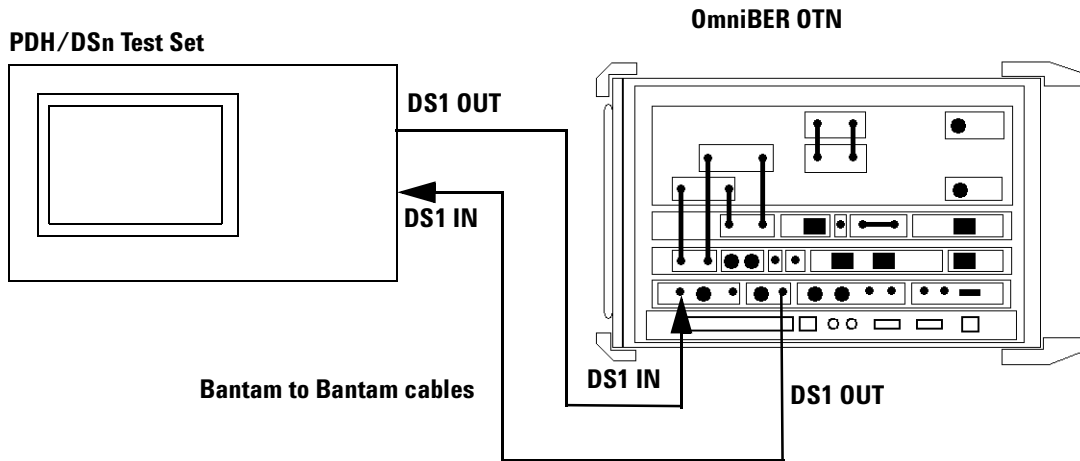 OmniBER OTN
PDH/DSn Test Set
DS1 OUT
DS1 IN
DS1 IN
Bantam to Bantam cables
DS1 OUT